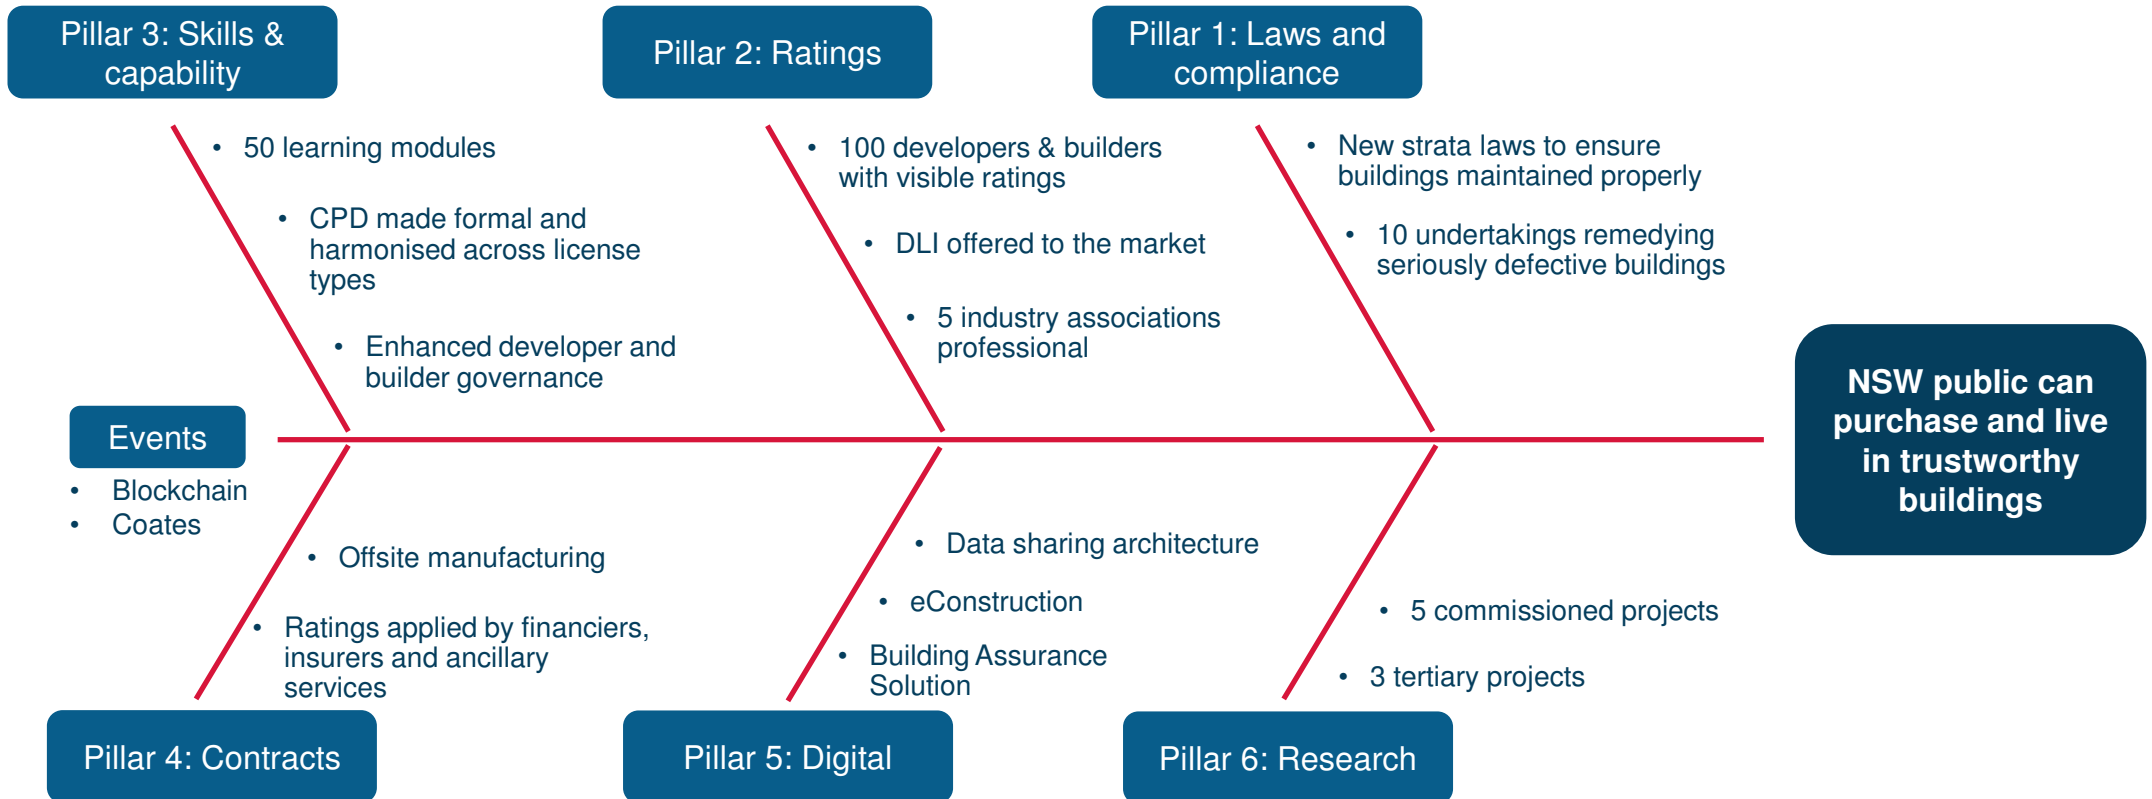 Pillar 3: Skills &
capability
Pillar 2: Ratings
Pillar 1: Laws and
compliance
• 50 learning modules
• CPD made formal and
harmonised across license
types
• Enhanced developer and
builder governance
• 100 developers & builders
with visible ratings
• DLI offered to the market
• 5 industry associations
professional
• New strata laws to ensure
buildings maintained properly
• 10 undertakings remedying
seriously defective buildings
Events
• Blockchain
• Coates
NSW public can
purchase and live
in trustworthy
buildings
• Offsite manufacturing
• Ratings applied by financiers,
insurers and ancillary
services
• Data sharing architecture
• eConstruction
• Building Assurance
Solution
• 5 commissioned projects
• 3 tertiary projects
Pillar 4: Contracts
Pillar 5: Digital
Pillar 6: Research